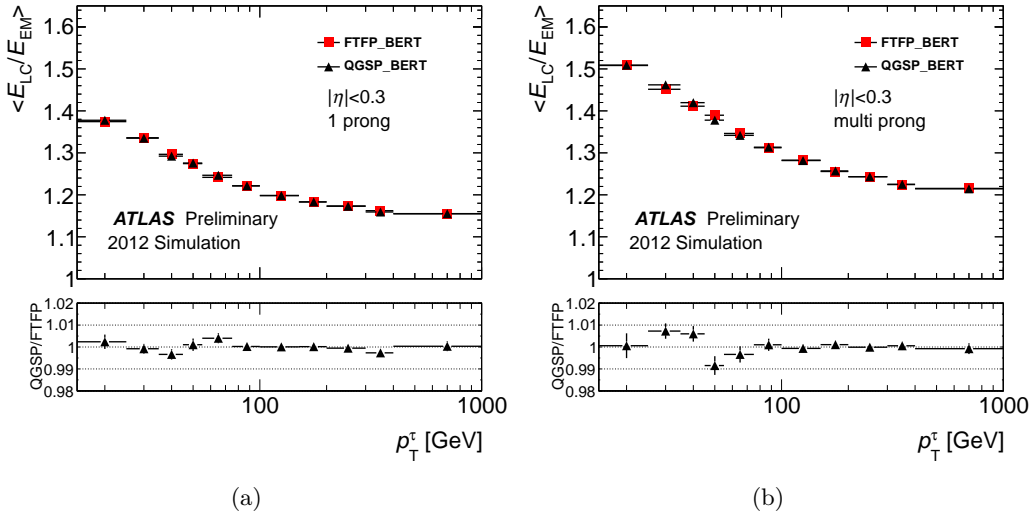 <E_LC/E_EM>
1.6
1.5
1.4
1.3
1.2
1.1
1
FTFP_BERT
QGSP_BERT
|η|<0.3
1 prong
ATLAS Preliminary
2012 Simulation
QGSP/FTFP
1.02
1.01
1
0.99
0.98
100
1000
p_T^τ [GeV]
(a)
<E_LC/E_EM>
1.6
1.5
1.4
1.3
1.2
1.1
1
FTFP_BERT
QGSP_BERT
|η|<0.3
multi prong
ATLAS Preliminary
2012 Simulation
QGSP/FTFP
1.02
1.01
1
0.99
0.98
100
1000
p_T^τ [GeV]
(b)